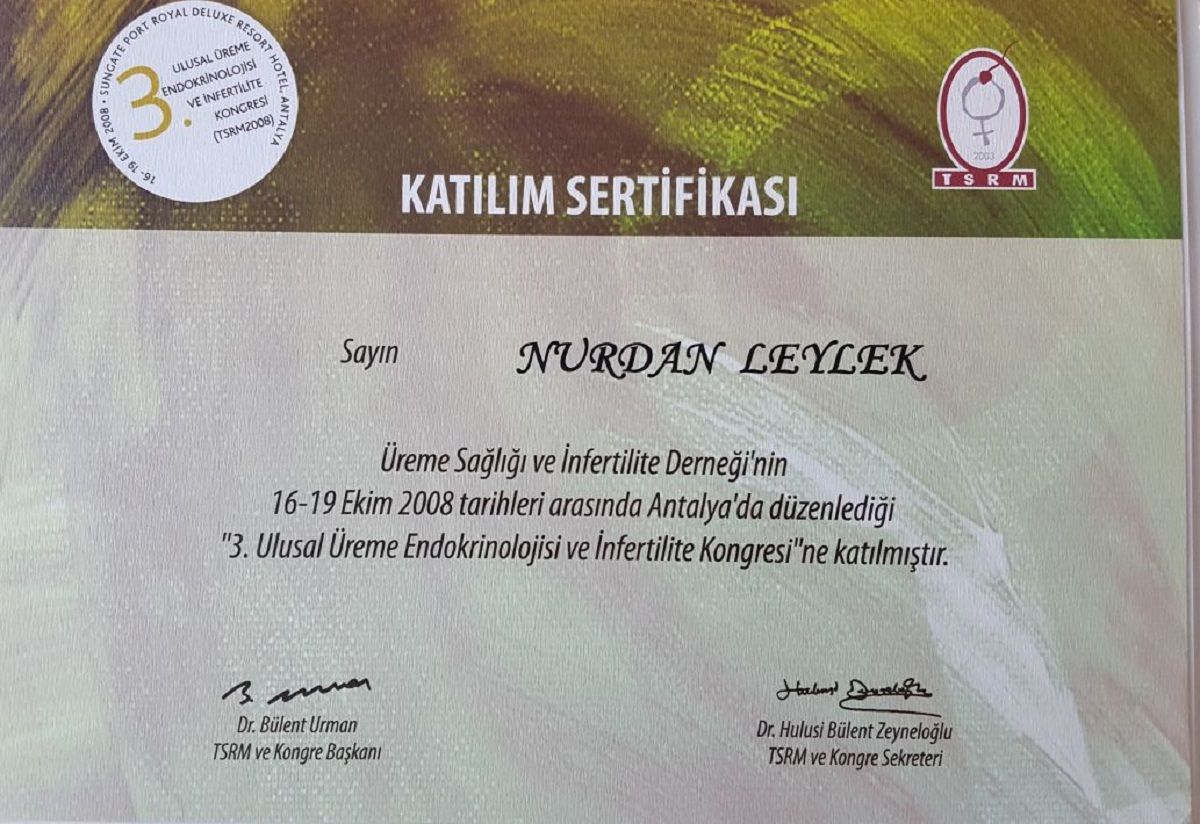 16-19 EKİM 2008 • SUNGATE PORT ROYAL DELUXE RESORT HOTEL, ANTALYA
3.
ULUSAL ÜREME
ENDOKRİNOLOJİSİ
VE İNFERTİLİTE
KONGRESİ
(TSRM2008)
2003
TSRM
KATILIM SERTİFİKASI
Sayın NURDAN LEYLEK
Üreme Sağlığı ve İnfertilite Derneği'nin
16-19 Ekim 2008 tarihleri arasında Antalya'da düzenlediği
"3. Ulusal Üreme Endokrinolojisi ve İnfertilite Kongresi"ne katılmıştır.
Dr. Bülent Urman
TSRM ve Kongre Başkanı
Dr. Hulusi Bülent Zeyneloğlu
TSRM ve Kongre Sekreteri